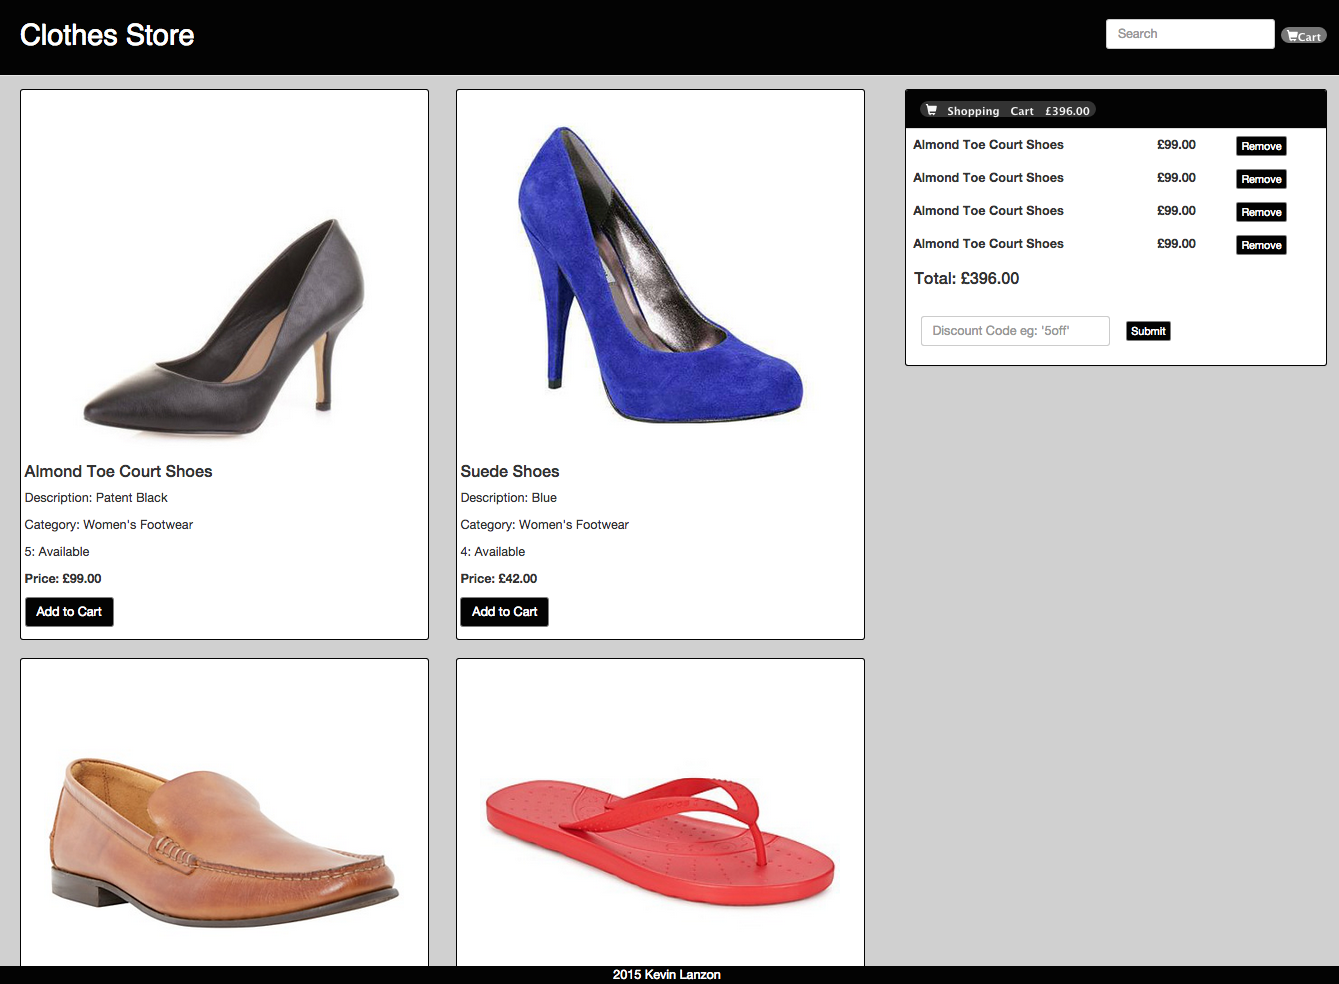 Clothes Store
Search
Cart
Almond Toe Court Shoes
Description: Patent Black
Category: Women's Footwear
5: Available
Price: £99.00
Add to Cart
Suede Shoes
Description: Blue
Category: Women's Footwear
4: Available
Price: £42.00
Add to Cart
Shopping Cart £396.00
Almond Toe Court Shoes £99.00 Remove
Almond Toe Court Shoes £99.00 Remove
Almond Toe Court Shoes £99.00 Remove
Almond Toe Court Shoes £99.00 Remove
Total: £396.00
Discount Code eg: '5off' Submit
2015 Kevin Lanzon